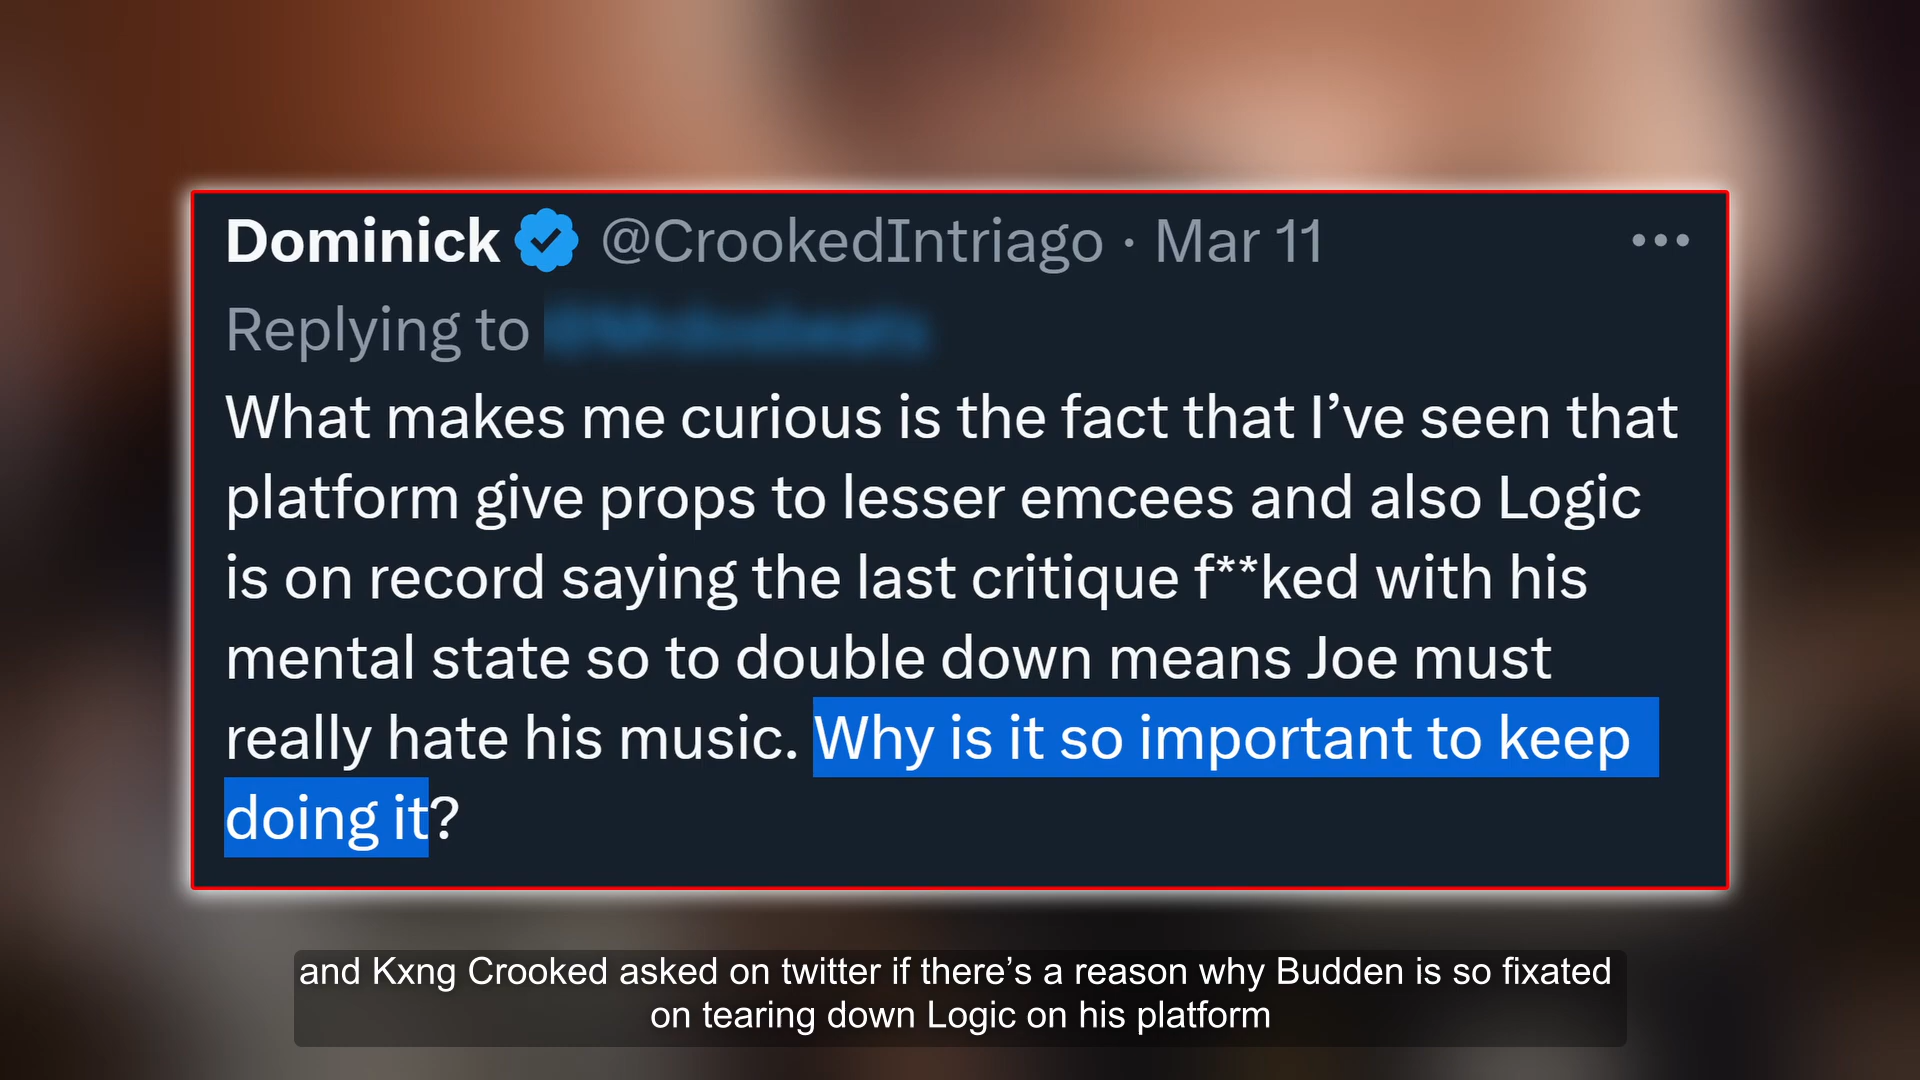 Dominick @CrookedIntriago · Mar 11
Replying to
What makes me curious is the fact that I’ve seen that
platform give props to lesser emcees and also Logic
is on record saying the last critique f**ked with his
mental state so to double down means Joe must
really hate his music. Why is it so important to keep
doing it?
and Kxng Crooked asked on twitter if there’s a reason why Budden is so fixated
on tearing down Logic on his platform